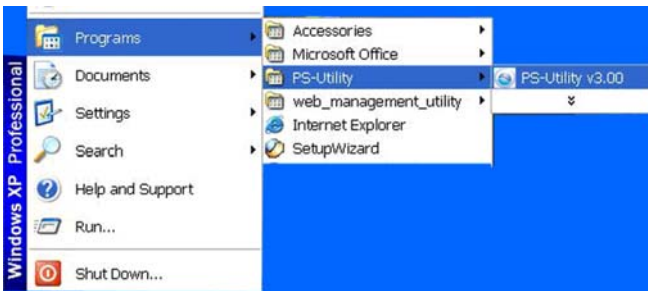 Windows XP Professional
Programs
Documents
Settings
Search
Help and Support
Run...
Shut Down...
Accessories
Microsoft Office
PS-Utility
web_management_utility
Internet Explorer
SetupWizard
PS-Utility v3.00